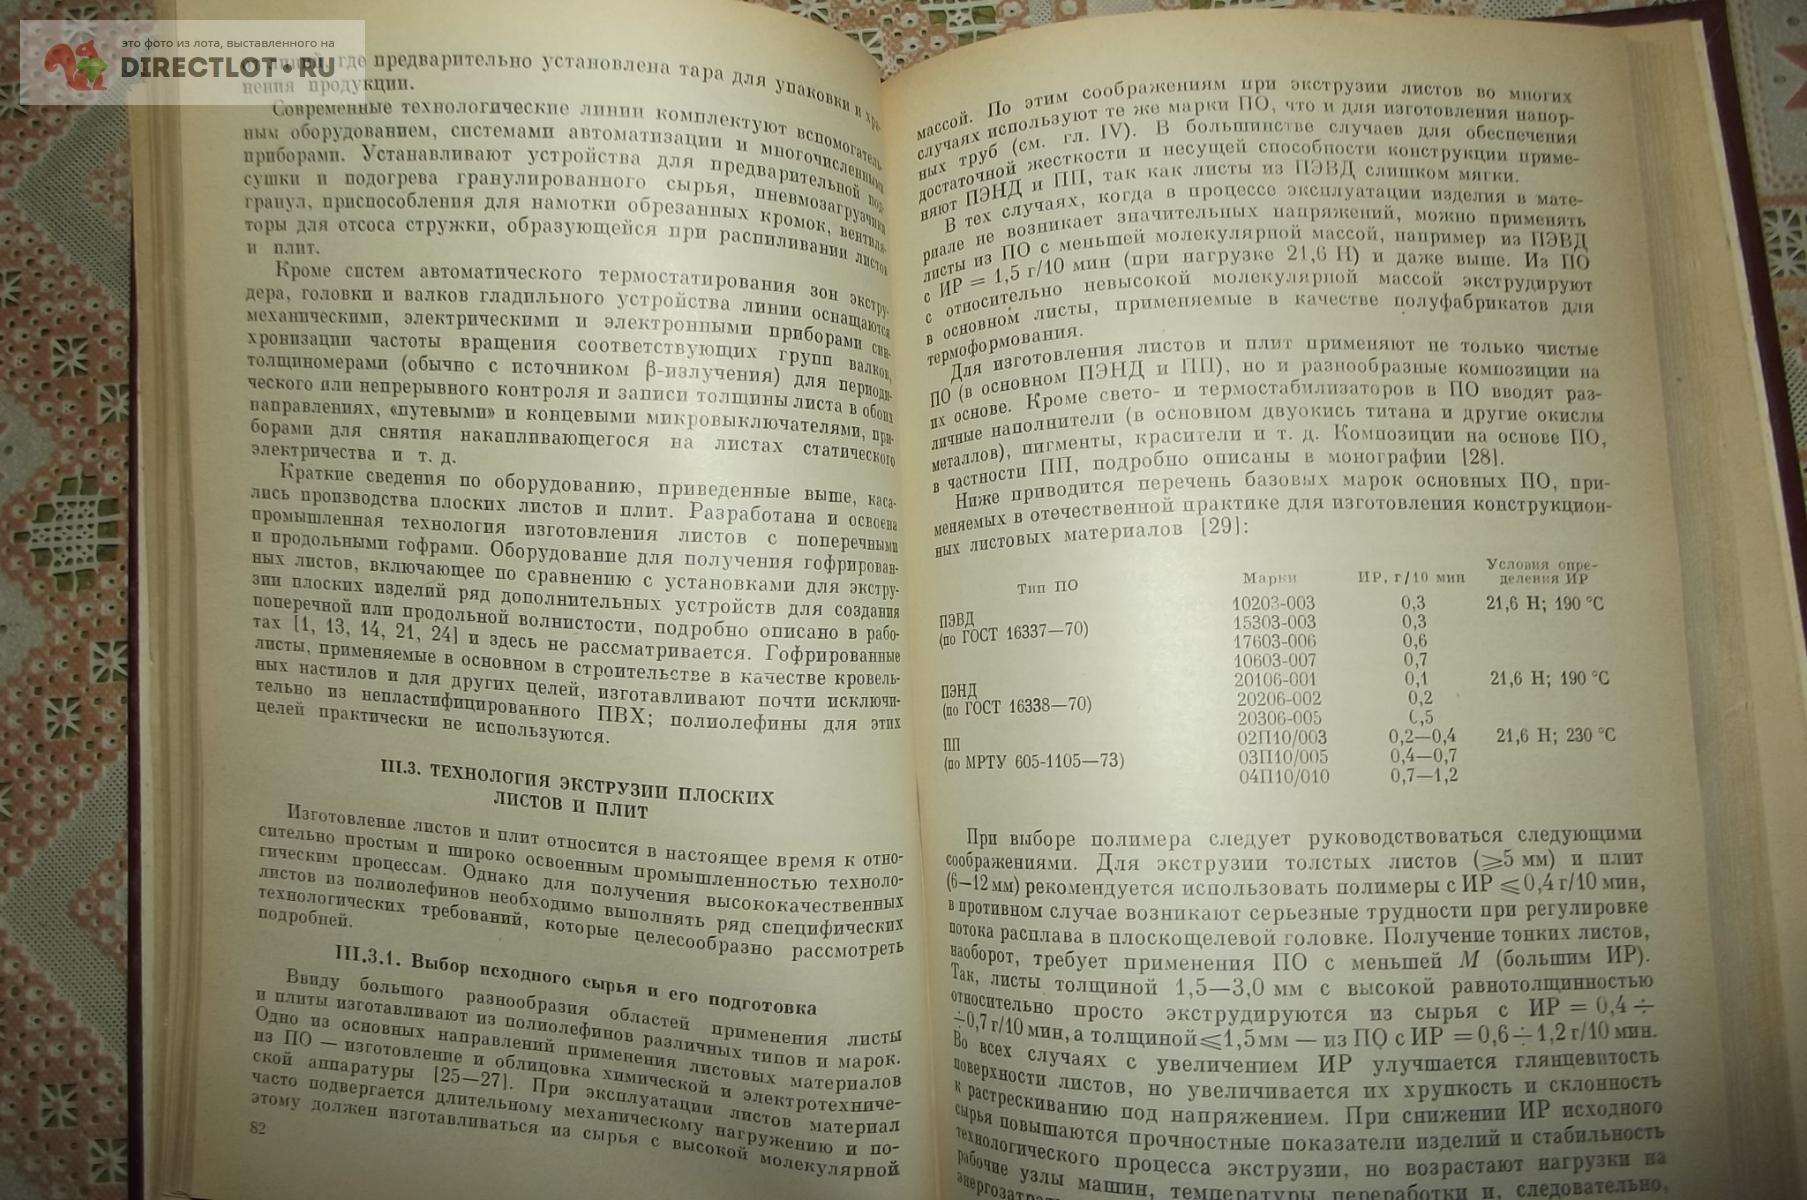 это фото из лота, выставленного на
DIRECTLOT.RU
где предварительно установлена тара для упаковки и хра-
нения продукции.
Современные технологические линии комплектуют вспомогатель-
ным оборудованием, системами автоматизации и многочисленными
приборами. Устанавливают устройства для предварительной под-
сушки и подогрева гранулированного сырья, пневмозагрузчики
гранул, приспособления для намотки обрезанных кромок, вентиля-
торы для отсоса стружки, образующейся при распиливании листов
и плит.
Кроме систем автоматического термостатирования зон экстру-
дера, головки и валков гладильного устройства линии оснащаются
механическими, электрическими и электронными приборами син-
хронизации частоты вращения соответствующих групп валков,
толщиномерами (обычно с источником β-излучения) для периоди-
ческого или непрерывного контроля и записи толщины листа в обоих
направлениях, «путевыми» и концевыми микровыключателями, при-
борами для снятия накапливающегося на листах статического
электричества и т. д.
Краткие сведения по оборудованию, приведенные выше, каса-
лись производства плоских листов и плит. Разработана и освоена
промышленная технология изготовления листов с поперечными
и продольными гофрами. Оборудование для получения гофрирован-
ных листов, включающее по сравнению с установками для экстру-
зии плоских изделий ряд дополнительных устройств для создания
поперечной или продольной волнистости, подробно описано в рабо-
тах [1, 13, 14, 21, 24] и здесь не рассматривается. Гофрированные
листы, применяемые в основном в строительстве в качестве кровель-
ных настилов и для других целей, изготавливают почти исключи-
тельно из непластифицированного ПВХ; полиолефины для этих
целей практически не используются.
III.3. ТЕХНОЛОГИЯ ЭКСТРУЗИИ ПЛОСКИХ
ЛИСТОВ И ПЛИТ
Изготовление листов и плит относится в настоящее время к отно-
сительно простым и широко освоенным промышленностью техноло-
гическим процессам. Однако для получения высококачественных
листов из полиолефинов необходимо выполнять ряд специфических
технологических требований, которые целесообразно рассмотреть
подробней.
III.3.1. Выбор исходного сырья и его подготовка
Ввиду большого разнообразия областей применения листы
и плиты изготавливают из полиолефинов различных типов и марок.
Одно из основных направлений применения листовых материалов
из ПО — изготовление и облицовка химической и электротехниче-
ской аппаратуры [25—27]. При эксплуатации листов материал
часто подвергается длительному механическому нагружению и по-
этому должен изготавливаться из сырья с высокой молекулярной
82
массой. По этим соображениям при экструзии листов во многих
случаях используют те же марки ПО, что и для изготовления напор-
ных труб (см. гл. IV). В большинстве случаев для обеспечения
достаточной жесткости и несущей способности конструкции приме-
няют ПЭНД и ПП, так как листы из ПЭВД слишком мягки.
В тех случаях, когда в процессе эксплуатации изделия в мате-
риале не возникает значительных напряжений, можно применять
листы из ПО с меньшей молекулярной массой, например из ПЭВД
с ИР = 1,5 г/10 мин (при нагрузке 21,6 Н) и даже выше. Из ПО
с относительно невысокой молекулярной массой экструдируют
в основном листы, применяемые в качестве полуфабрикатов для
термоформования.
Для изготовления листов и плит применяют не только чистые
ПО (в основном ПЭНД и ПП), но и разнообразные композиции на
их основе. Кроме свето- и термостабилизаторов в ПО вводят раз-
личные наполнители (в основном двуокись титана и другие окислы
металлов), пигменты, красители и т. д. Композиции на основе ПО,
в частности ПП, подробно описаны в монографии [28].
Ниже приводится перечень базовых марок основных ПО, при-
меняемых в отечественной практике для изготовления конструкцион-
ных листовых материалов [29]:
Тип ПО Марки ИР, г/10 мин Условия опре-
деления ИР
ПЭВД 10203-003 0,3 21,6 Н; 190 °С
(по ГОСТ 16337—70) 15303-003 0,3
17603-006 0,6
10603-007 0,7
ПЭНД 20106-001 0,1 21,6 Н; 190 °С
(по ГОСТ 16338—70) 20206-002 0,2
20306-005 0,5
ПП 02П10/003 0,2—0,4 21,6 Н; 230 °С
(по МРТУ 605-1105—73) 03П10/005 0,4—0,7
04П10/010 0,7—1,2
При выборе полимера следует руководствоваться следующими
соображениями. Для экструзии толстых листов (⩾5 мм) и плит
(6—12 мм) рекомендуется использовать полимеры с ИР ⩽ 0,4 г/10 мин,
в противном случае возникают серьезные трудности при регулировке
потока расплава в плоскощелевой головке. Получение тонких листов,
наоборот, требует применения ПО с меньшей M (большим ИР).
Так, листы толщиной 1,5—3,0 мм с высокой равнотолщинностью
относительно просто экструдируются из сырья с ИР = 0,4 ÷
÷0,7 г/10 мин, а толщиной ⩽1,5 мм — из ПО с ИР = 0,6 ÷ 1,2 г/10 мин.
Во всех случаях с увеличением ИР улучшается глянцевитость
поверхности листов, но увеличивается их хрупкость и склонность
к растрескиванию под напряжением. При снижении ИР исходного
сырья повышаются прочностные показатели изделий и стабильность
технологического процесса экструзии, но возрастают нагрузки на
рабочие узлы машин, температуры переработки и, следовательно,